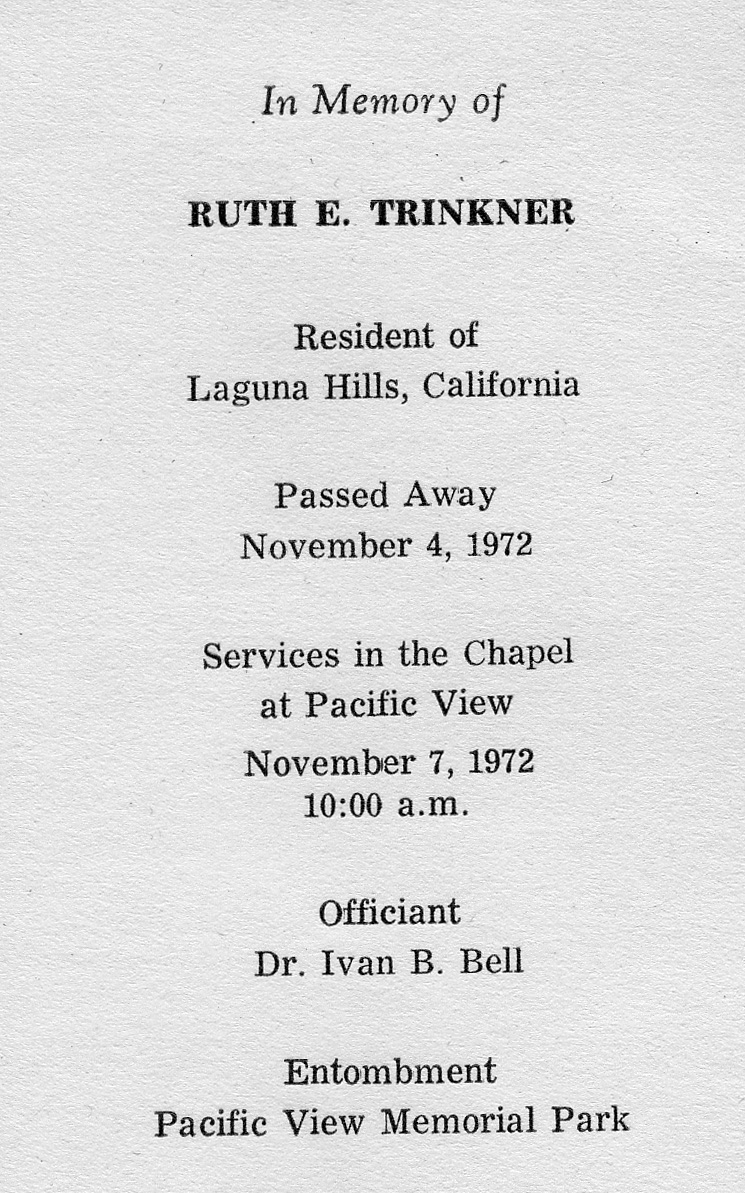 In Memory of
RUTH E. TRINKNER
Resident of
Laguna Hills, California
Passed Away
November 4, 1972
Services in the Chapel
at Pacific View
November 7, 1972
10:00 a.m.
Officiant
Dr. Ivan B. Bell
Entombment
Pacific View Memorial Park